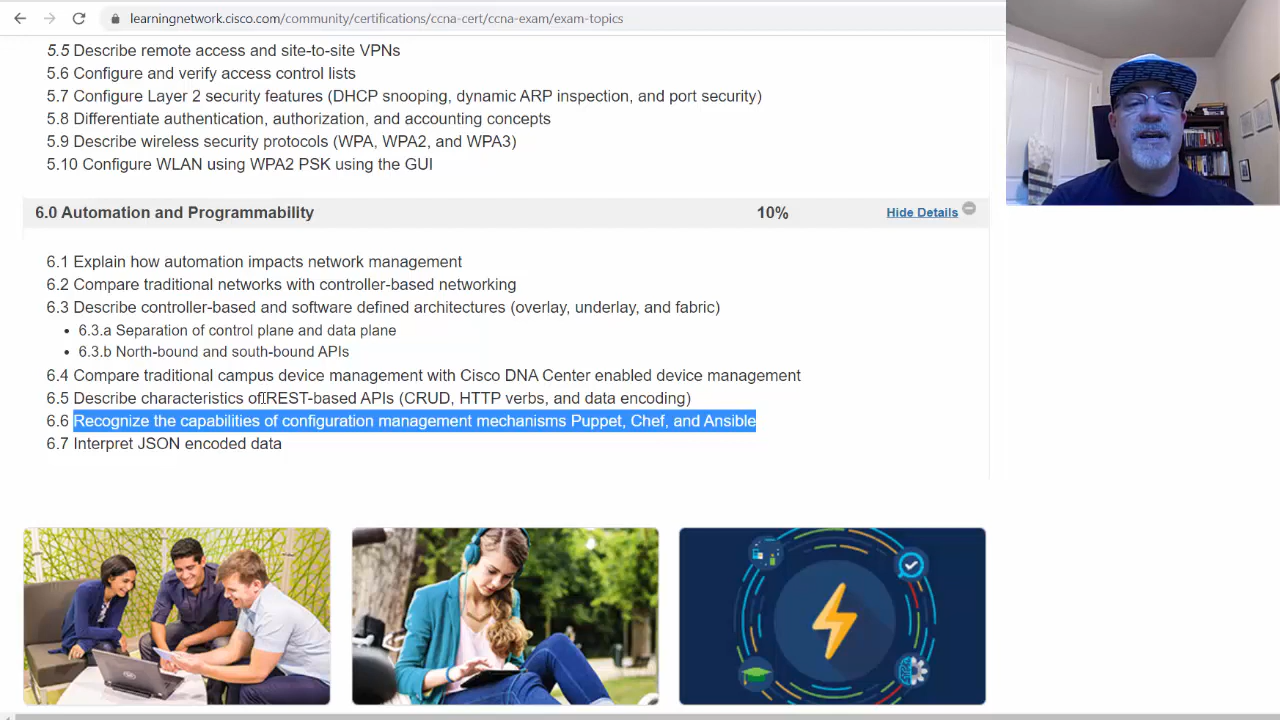 learningnetwork.cisco.com/community/certifications/ccna-cert/ccna-exam/exam-topics
5.5 Describe remote access and site-to-site VPNs
5.6 Configure and verify access control lists
5.7 Configure Layer 2 security features (DHCP snooping, dynamic ARP inspection, and port security)
5.8 Differentiate authentication, authorization, and accounting concepts
5.9 Describe wireless security protocols (WPA, WPA2, and WPA3)
5.10 Configure WLAN using WPA2 PSK using the GUI
6.0 Automation and Programmability 10% Hide Details
6.1 Explain how automation impacts network management
6.2 Compare traditional networks with controller-based networking
6.3 Describe controller-based and software defined architectures (overlay, underlay, and fabric)
• 6.3.a Separation of control plane and data plane
• 6.3.b North-bound and south-bound APIs
6.4 Compare traditional campus device management with Cisco DNA Center enabled device management
6.5 Describe characteristics of REST-based APIs (CRUD, HTTP verbs, and data encoding)
6.6 Recognize the capabilities of configuration management mechanisms Puppet, Chef, and Ansible
6.7 Interpret JSON encoded data